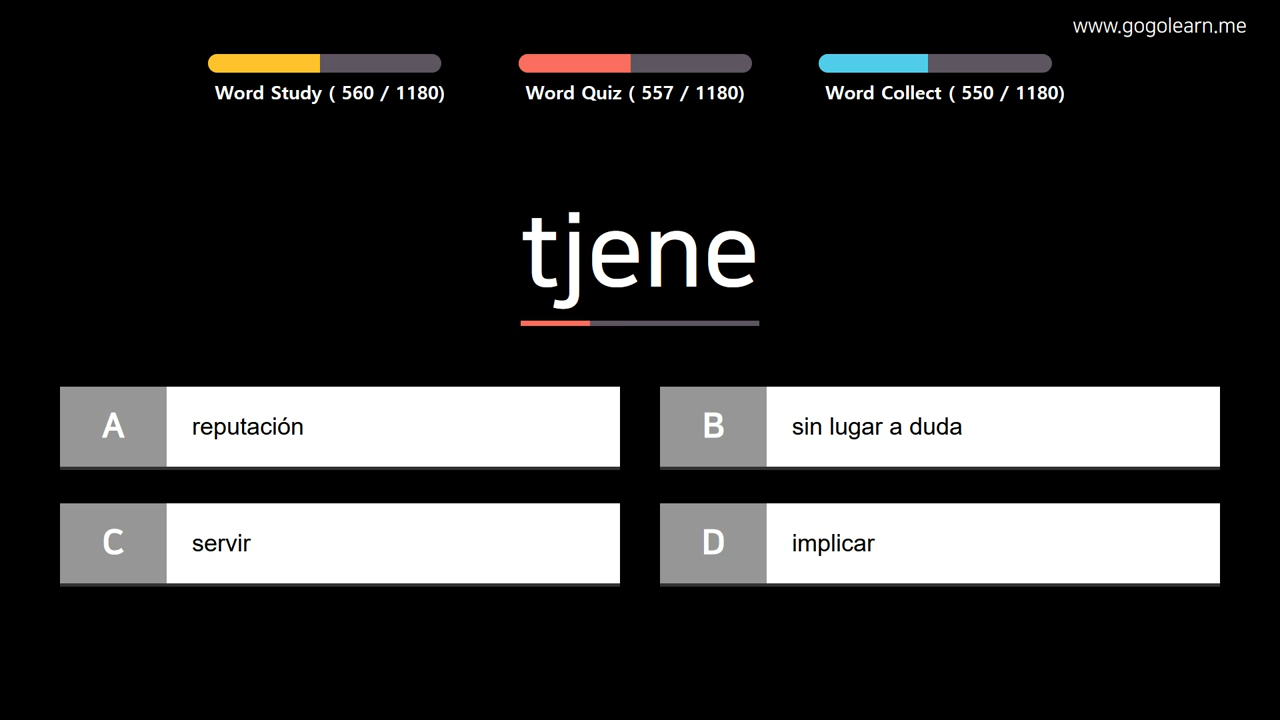 www.gogolearn.me
Word Study ( 560 / 1180)
Word Quiz ( 557 / 1180)
Word Collect ( 550 / 1180)
tjene
A
reputación
B
sin lugar a duda
C
servir
D
implicar